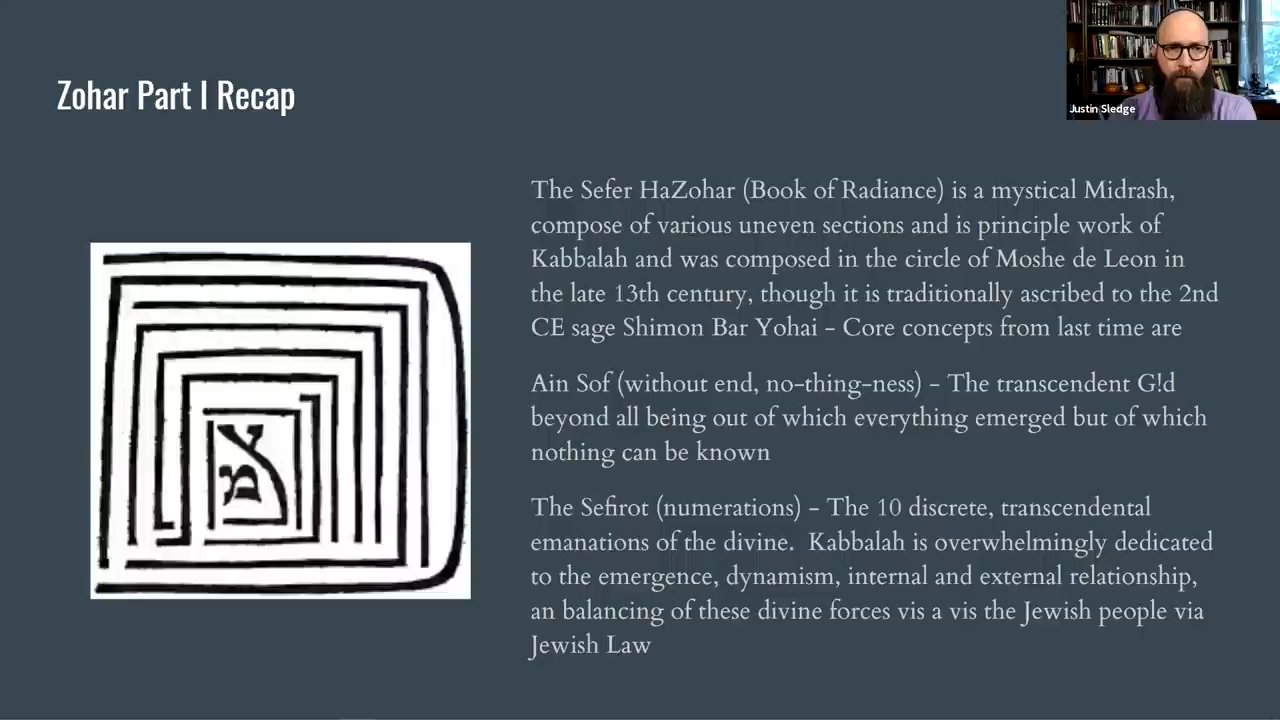 Zohar Part I Recap
Justin Sledge
The Sefer HaZohar (Book of Radiance) is a mystical Midrash,
compose of various uneven sections and is principle work of
Kabbalah and was composed in the circle of Moshe de Leon in
the late 13th century, though it is traditionally ascribed to the 2nd
CE sage Shimon Bar Yohai - Core concepts from last time are
Ain Sof (without end, no-thing-ness) - The transcendent G!d
beyond all being out of which everything emerged but of which
nothing can be known
The Sefirot (numerations) - The 10 discrete, transcendental
emanations of the divine. Kabbalah is overwhelmingly dedicated
to the emergence, dynamism, internal and external relationship,
an balancing of these divine forces vis a vis the Jewish people via
Jewish Law